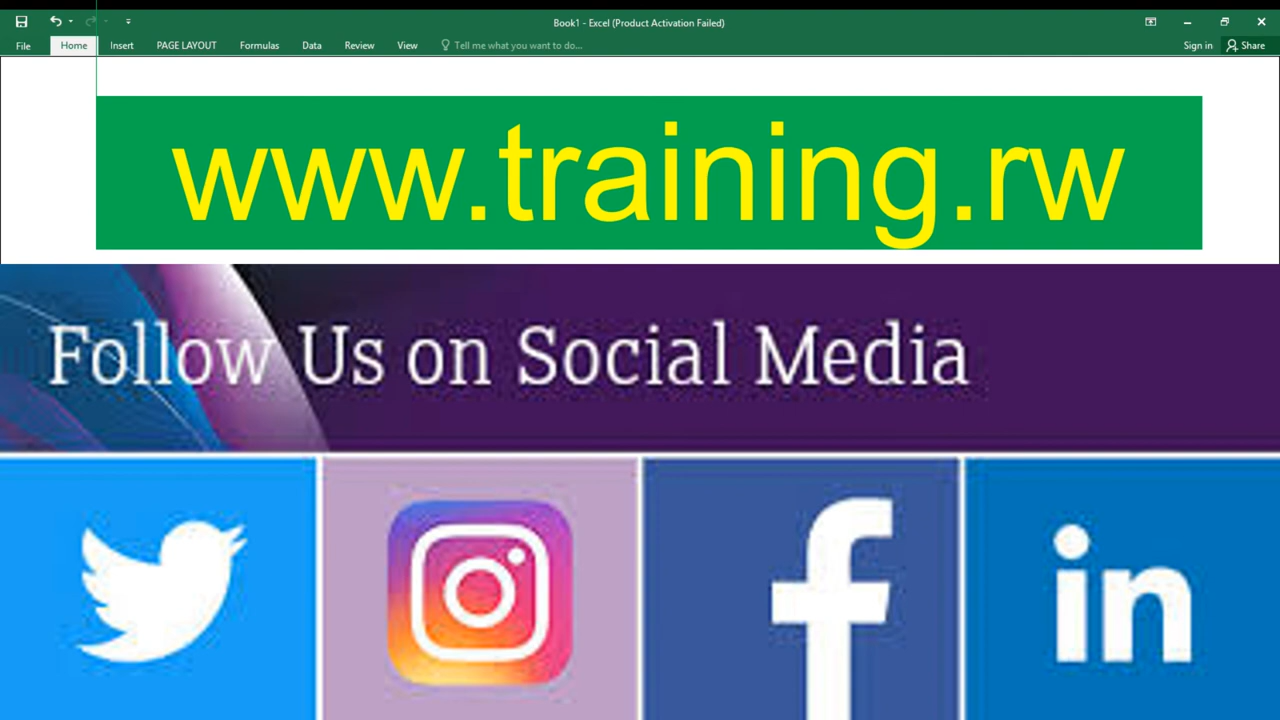 Book1 - Excel (Product Activation Failed)
File Home Insert PAGE LAYOUT Formulas Data Review View Tell me what you want to do... Sign in Share
www.training.rw
Follow Us on Social Media
f
in